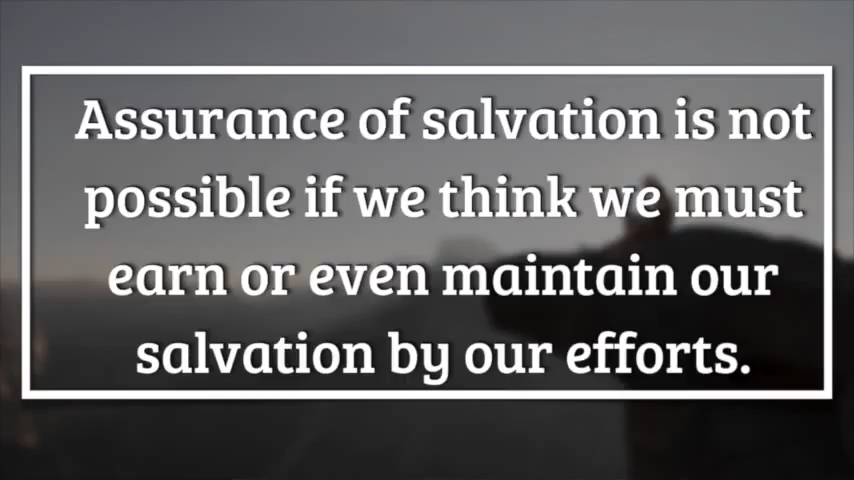 Assurance of salvation is not
possible if we think we must
earn or even maintain our
salvation by our efforts.